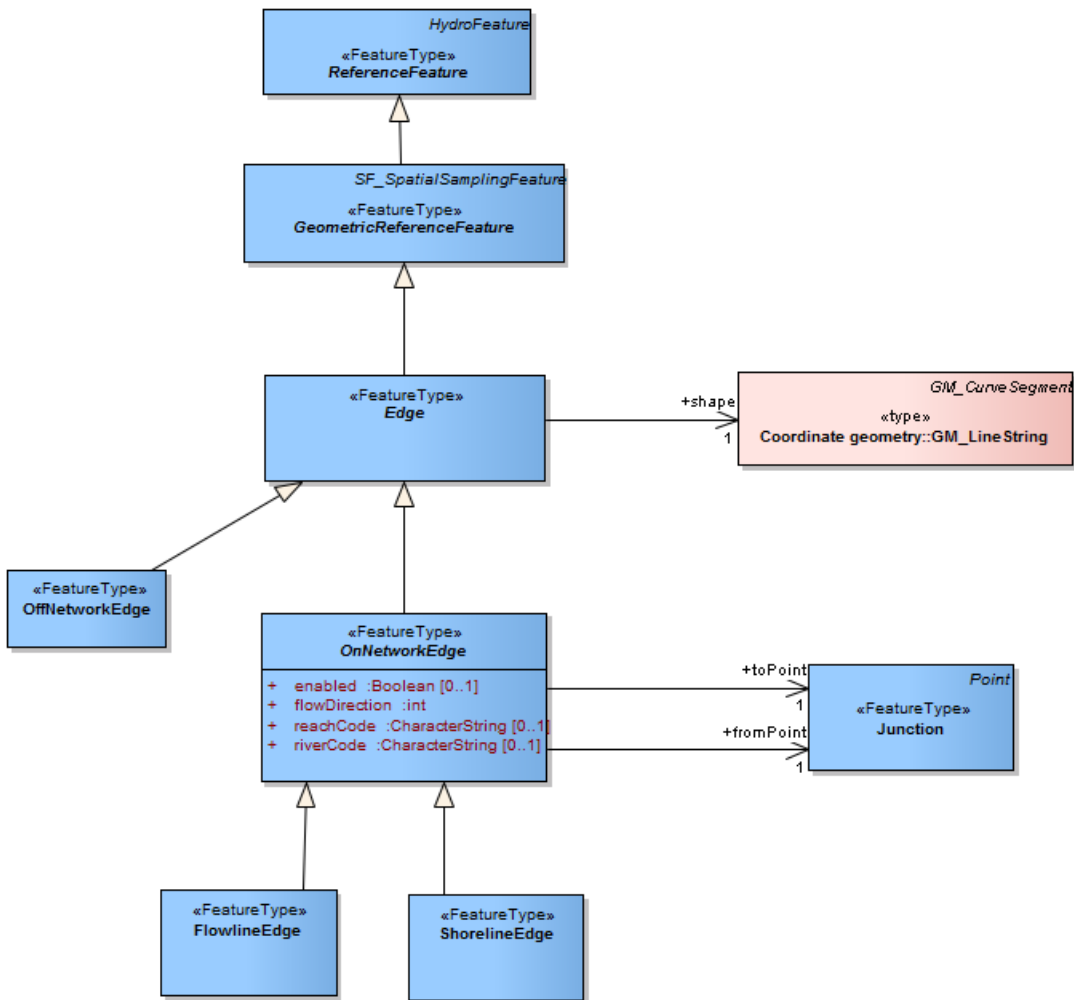 HydroFeature
«FeatureType»
ReferenceFeature
SF_SpatialSamplingFeature
«FeatureType»
GeometricReferenceFeature
«FeatureType»
Edge
+shape
1
GM_CurveSegment
«type»
Coordinate geometry::GM_LineString
«FeatureType»
OffNetworkEdge
«FeatureType»
OnNetworkEdge
+ enabled :Boolean [0..1]
+ flowDirection :int
+ reachCode :CharacterString [0..1]
+ riverCode :CharacterString [0..1]
+toPoint
1
+fromPoint
1
Point
«FeatureType»
Junction
«FeatureType»
FlowlineEdge
«FeatureType»
ShorelineEdge